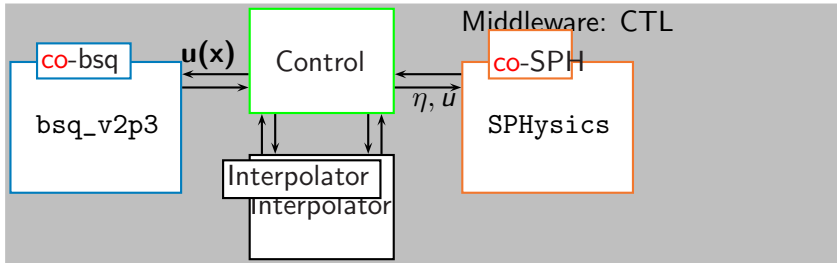 Middleware: CTL
co-bsq
u(x)
Control
co-SPH
bsq_v2p3
η, u
SPHysics
Interpolator
Interpolator